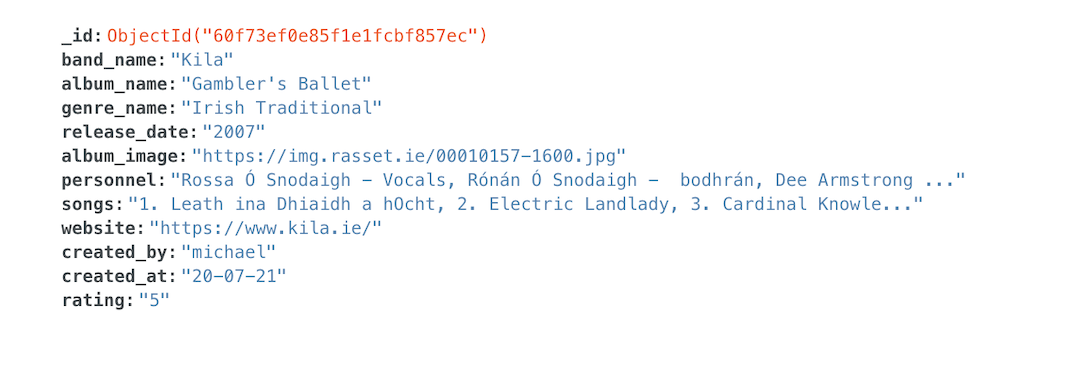 _id: ObjectId("60f73ef0e85f1e1fcbf857ec")
band_name: "Kila"
album_name: "Gambler's Ballet"
genre_name: "Irish Traditional"
release_date: "2007"
album_image: "https://img.rasset.ie/00010157-1600.jpg"
personnel: "Rossa Ó Snodaigh - Vocals, Rónán Ó Snodaigh -  bodhrán, Dee Armstrong ..."
songs: "1. Leath ina Dhiaidh a hOcht, 2. Electric Landlady, 3. Cardinal Knowle..."
website: "https://www.kila.ie/"
created_by: "michael"
created_at: "20-07-21"
rating: "5"